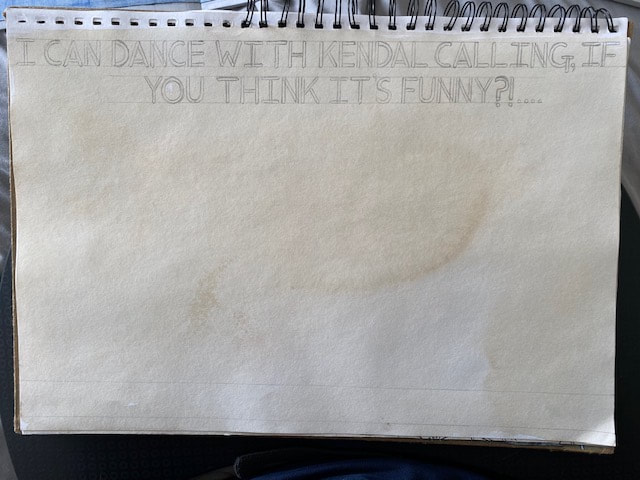 I CAN DANCE WITH KENDAL CALLING, IF
YOU THINK IT'S FUNNY?!....